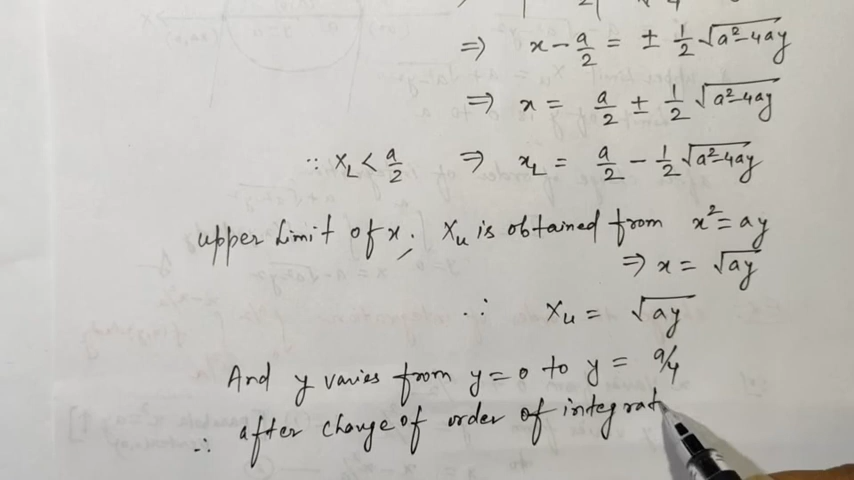 ⇒ x − a/2 = ± 1/2 √(a²−4ay)
⇒ x = a/2 ± 1/2 √(a²−4ay)
∵ x_L < a/2 ⇒ x_L = a/2 − 1/2 √(a²−4ay)
upper limit of x; x_u is obtained from x² = ay
⇒ x = √ay
∴ x_u = √ay
And y varies from y=0 to y = a/4
∴ after change of order of integrat